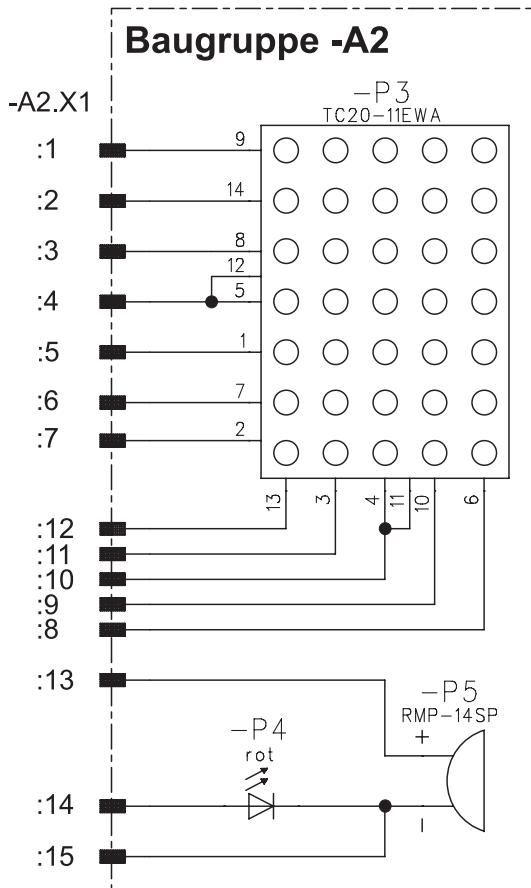 Baugruppe -A2
-A2.X1
-P3
TC20-11EWA
:1 9
:2 14
:3 8
12
:4 5
:5 1
:6 7
:7 2
13 3 4 11 10 6
:12
:11
:10
:9
:8
:13
-P5
RMP-14SP
+
-P4
rot
:14
–
:15